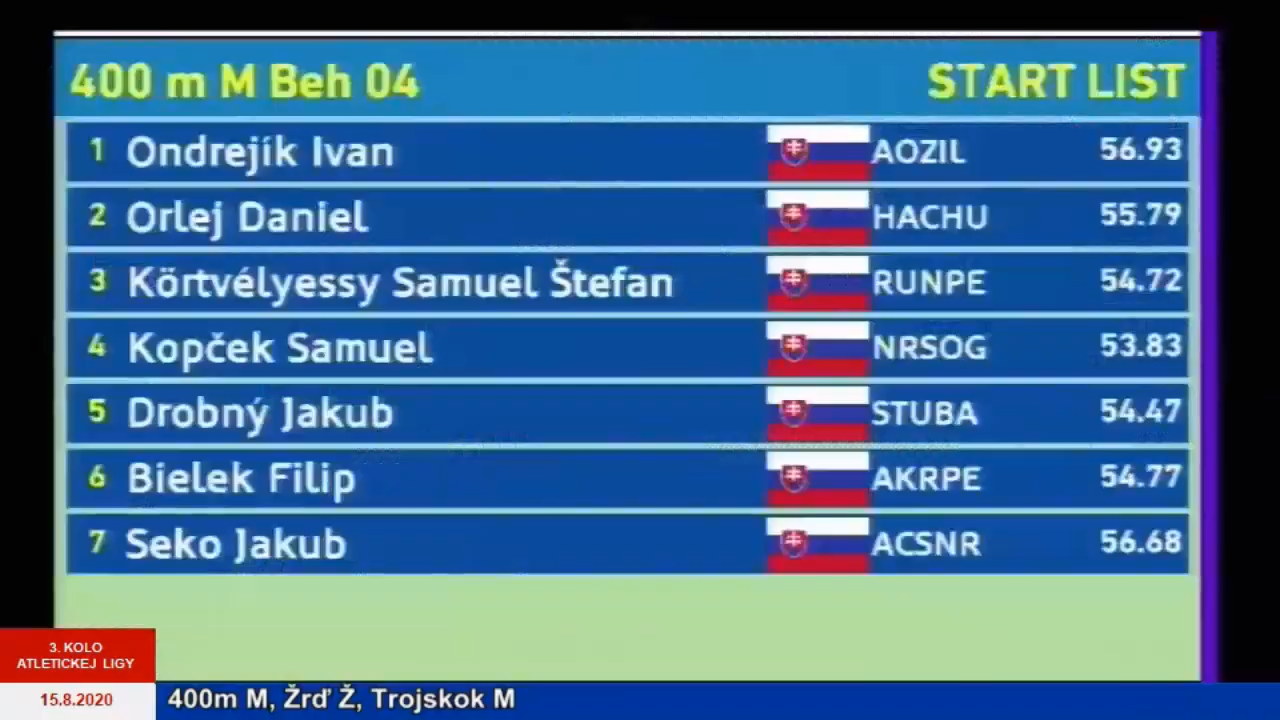 400 m M Beh 04 START LIST
1 Ondrejík Ivan AOZIL 56.93
2 Orlej Daniel HACHU 55.79
3 Körtvélyessy Samuel Štefan RUNPE 54.72
4 Kopček Samuel NRSOG 53.83
5 Drobný Jakub STUBA 54.47
6 Bielek Filip AKRPE 54.77
7 Seko Jakub ACSNR 56.68
3. KOLO
ATLETICKEJ LIGY
15.8.2020
400m M, Žrď Ž, Trojskok M